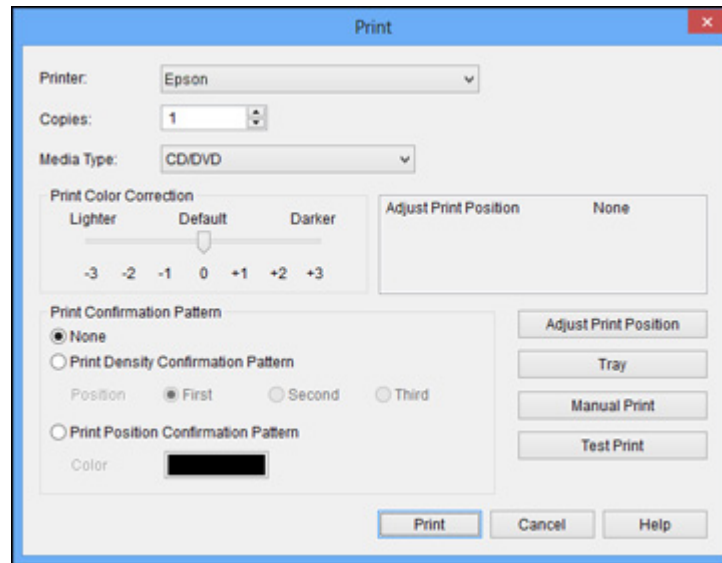 Print
Printer: Epson
Copies: 1
Media Type: CD/DVD
Print Color Correction
Lighter Default Darker
-3 -2 -1 0 +1 +2 +3
Adjust Print Position None
Print Confirmation Pattern
None
Print Density Confirmation Pattern
Position First Second Third
Print Position Confirmation Pattern
Color
Adjust Print Position
Tray
Manual Print
Test Print
Print Cancel Help